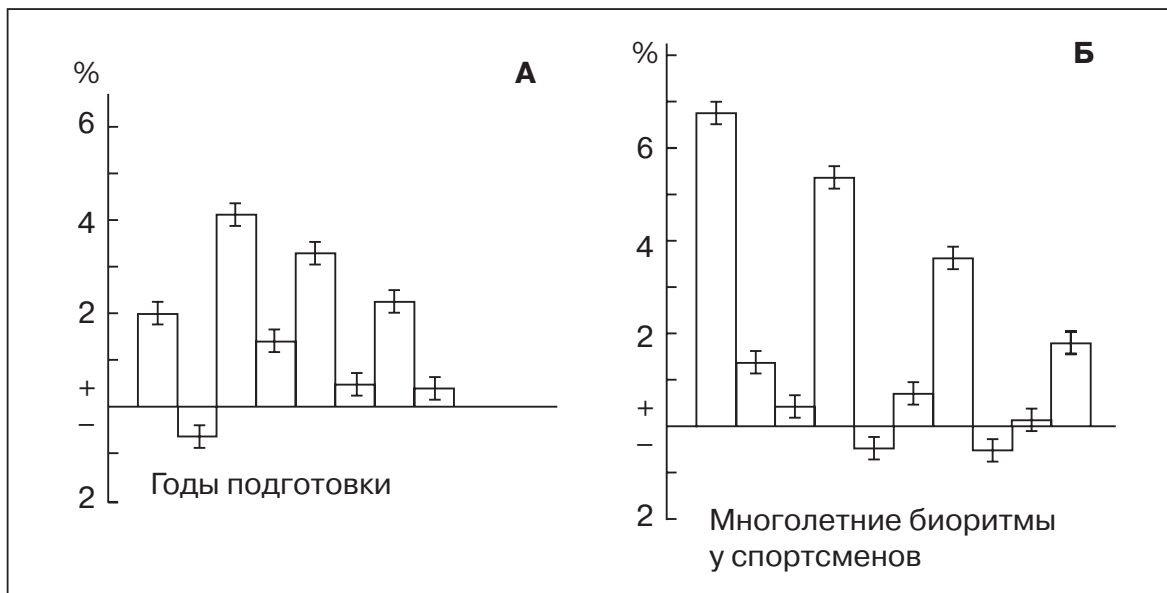 %
А
6
4
2
+
−
2
Годы подготовки
%
Б
6
4
2
+
−
2
Многолетние биоритмы
у спортсменов